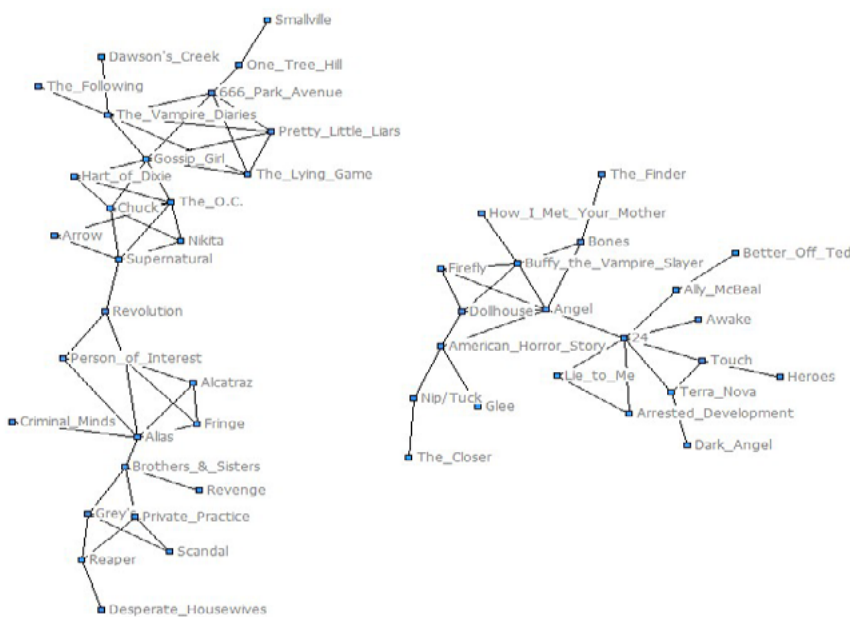 Smallville
Dawson's_Creek
One_Tree_Hill
The_Following
666_Park_Avenue
The_Vampire_Diaries
Pretty_Little_Liars
Gossip_Girl
Hart_of_Dixie
The_Lying_Game
The_O.C.
Chuck
Arrow
Nikita
Supernatural
Revolution
Person_of_Interest
Alcatraz
Criminal_Minds
Fringe
Alias
Brothers_&_Sisters
Revenge
Grey's
Private_Practice
Scandal
Reaper
Desperate_Housewives
The_Finder
How_I_Met_Your_Mother
Bones
Better_Off_Ted
Buffy_the_Vampire_Slayer
Firefly
Ally_McBeal
Dollhouse
Angel
Awake
24
American_Horror_Story
Touch
Lie_to_Me
Heroes
Terra_Nova
Nip/Tuck
Glee
Arrested_Development
Dark_Angel
The_Closer